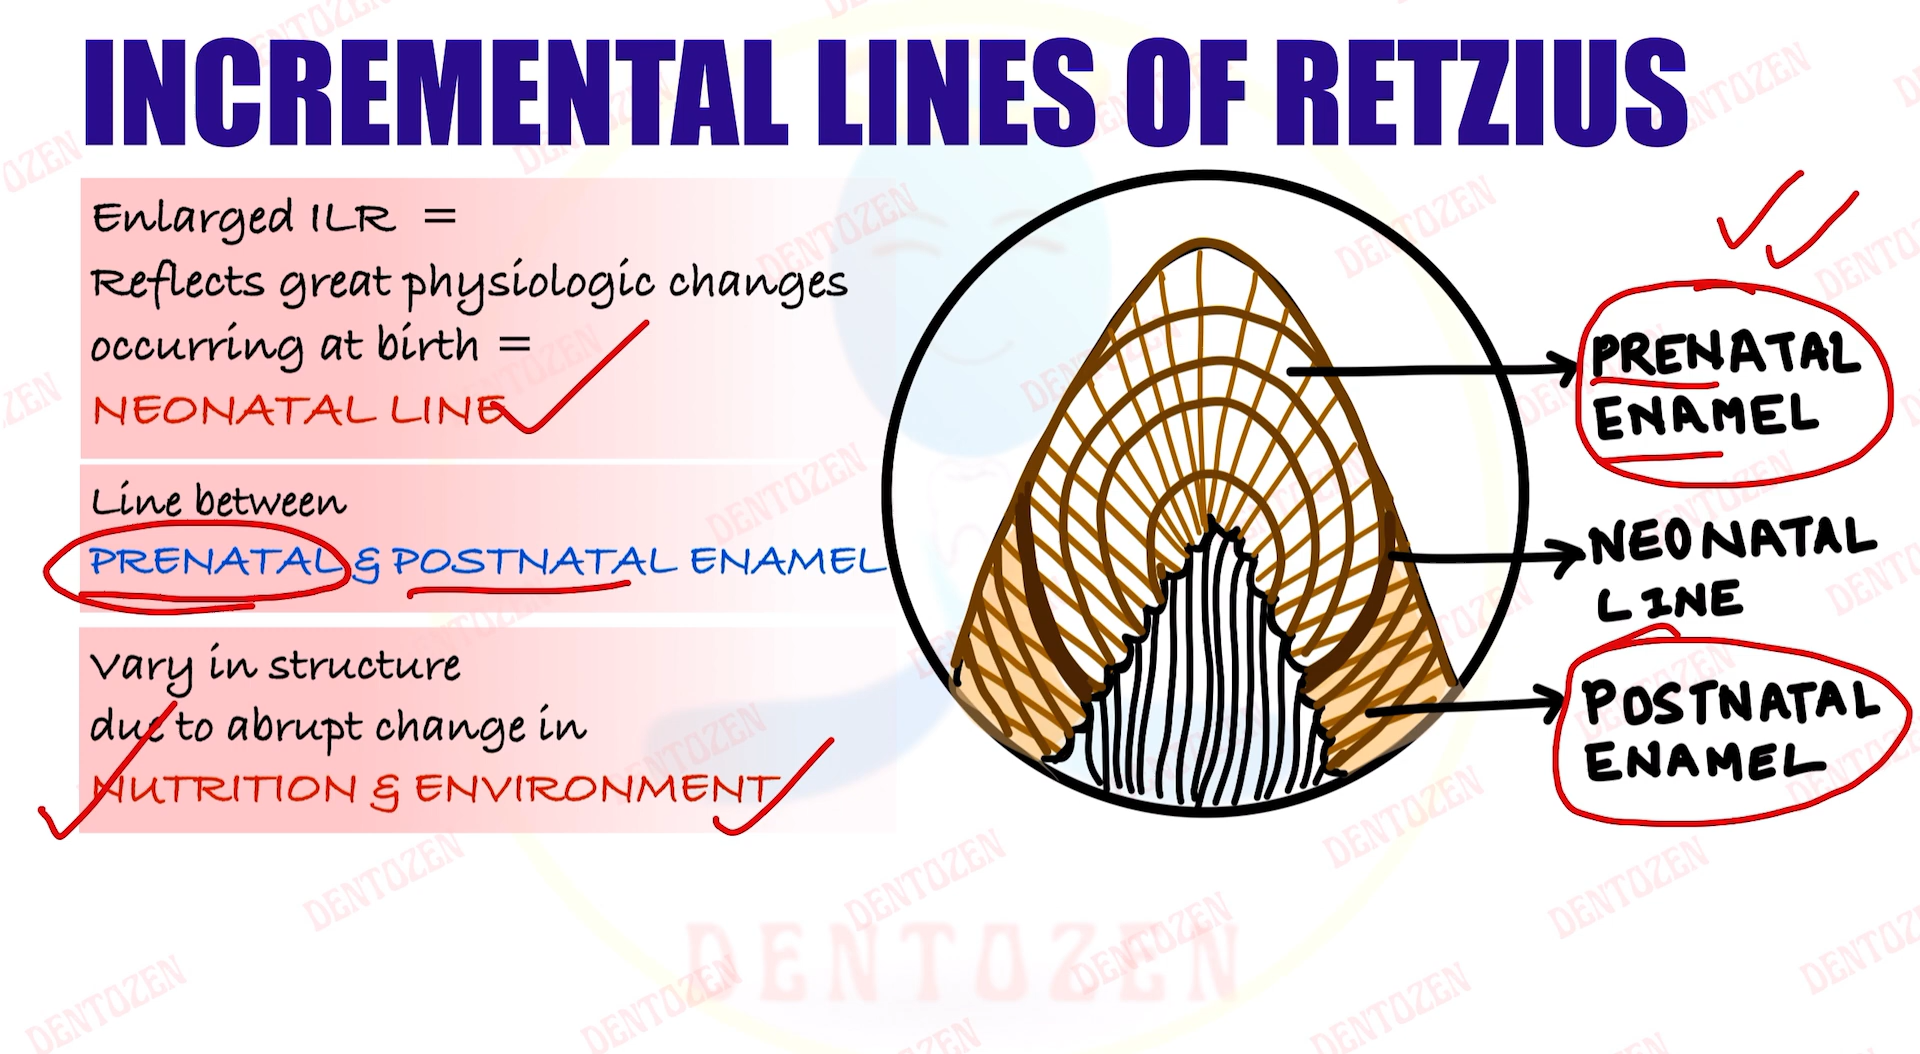 INCREMENTAL LINES OF RETZIUS
Enlarged ILR =
Reflects great physiologic changes
occurring at birth =
NEONATAL LINE
Line between
PRENATAL & POSTNATAL ENAMEL
Vary in structure
due to abrupt change in
NUTRITION & ENVIRONMENT
PRENATAL
ENAMEL
NEONATAL
LINE
POSTNATAL
ENAMEL
DENTOZEN